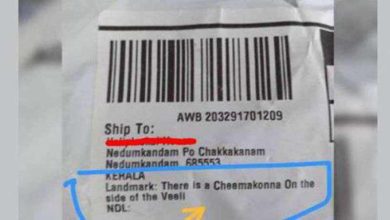 AWB 203291701209
Ship To:
Nedumkandam Po Chakkakanam
Nedumkandam 685553
KERALA
Landmark: There is a Cheemakonna On the
side of the Veeli
NDL: